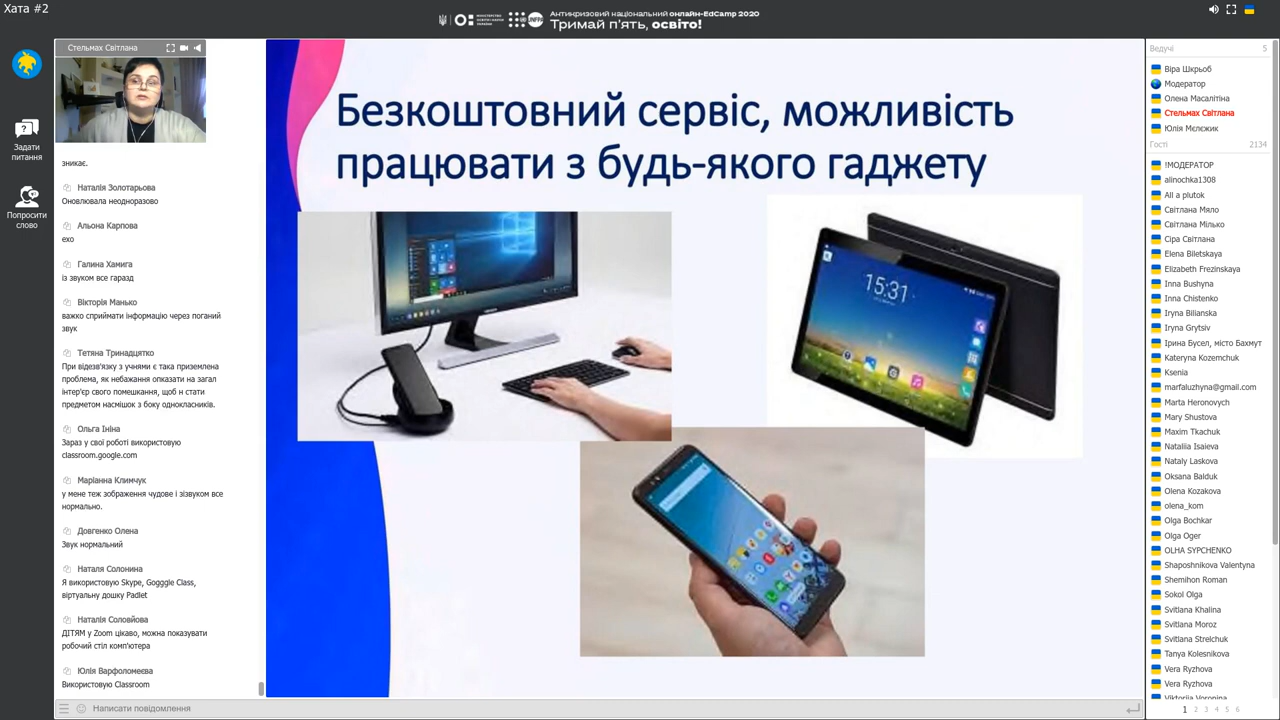 Хата #2
МІНІСТЕРСТВО
ОСВІТИ І НАУКИ
УКРАЇНИ
Антикризовий національний онлайн-EdCamp 2020
Тримай п'ять, освіто!
Задати
питання
Попросити
слово
Стельмах Світлана
зникає.
Наталія Золотарьова
Оновлювала неодноразово
Альона Карпова
ехо
Галина Хамига
із звуком все гаразд
Вікторія Манько
важко сприймати інформацію через поганий
звук
Тетяна Тринадцятко
При відезв'язку з учнями є така приземлена
проблема, як небажання опказати на загал
інтер'єр свого помешкання, щоб н стати
предметом насмішок з боку однокласників.
Ольга Ініна
Зараз у свої роботі використовую
classroom.google.com
Маріанна Климчук
у мене теж зображення чудове і зізвуком все
нормально.
Довгенко Олена
Звук нормальний
Наталя Солонина
Я використовую Skype, Gogggle Class,
віртуальну дошку Padlet
Наталія Соловйова
ДІТЯМ у Zoom цікаво, можна показувати
робочий стіл комп'ютера
Юлія Варфоломеєва
Використовую Classroom
Написати повідомлення
Безкоштовний сервіс, можливість
працювати з будь-якого гаджету
15:31
Ведучі 5
Віра Шкрьоб
Модератор
Олена Масалітіна
Стельмах Світлана
Юлія Мєлєжик
Гості 2134
!МОДЕРАТОР
alinochka1308
All a plutok
Світлана Мяло
Світлана Мілько
Сіра Світлана
Elena Biletskaya
Elizabeth Frezinskaya
Inna Bushyna
Inna Chistenko
Iryna Bilianska
Iryna Grytsiv
Ірина Бусел, місто Бахмут
Kateryna Kozemchuk
Ksenia
marfaluzhyna@gmail.com
Marta Heronovych
Mary Shustova
Maxim Tkachuk
Nataliia Isaieva
Nataly Laskova
Oksana Balduk
Olena Kozakova
olena_kom
Olga Bochkar
Olga Oger
OLHA SYPCHENKO
Shaposhnikova Valentyna
Shemihon Roman
Sokol Olga
Svitlana Khalina
Svitlana Moroz
Svitlana Strelchuk
Tanya Kolesnikova
Vera Ryzhova
Vera Ryzhova
Viktoriia Voronina
1 2 3 4 5 6